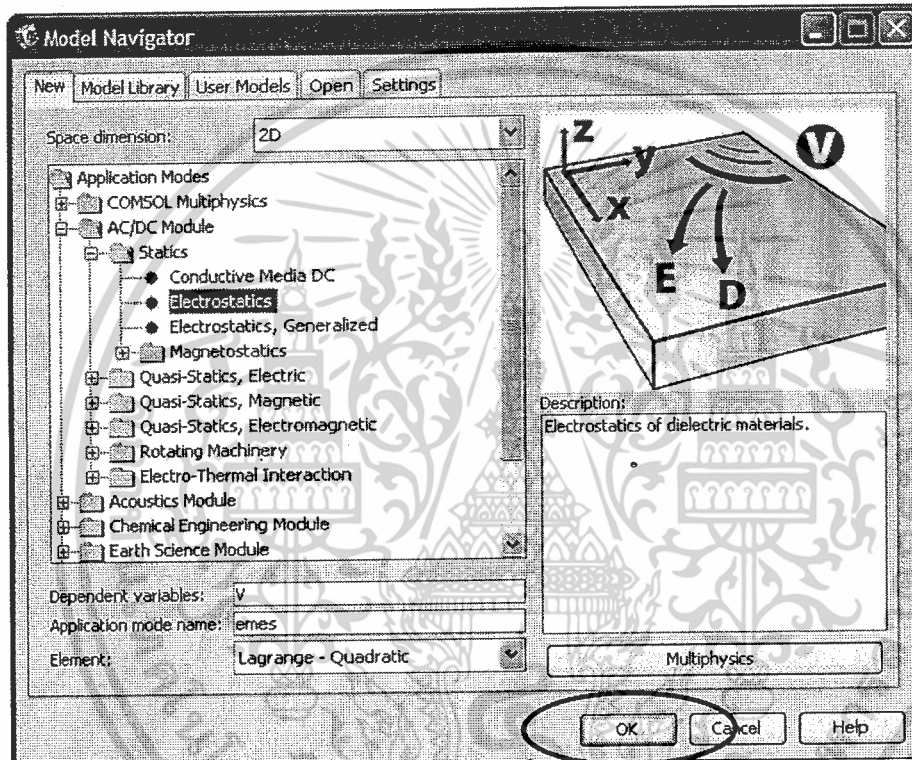 Model Navigator
New Model Library User Models Open Settings
Space dimension: 2D
Application Modes
COMSOL Multiphysics
AC/DC Module
Statics
Conductive Media DC
Electrostatics
Electrostatics, Generalized
Magnetostatics
Quasi-Statics, Electric
Quasi-Statics, Magnetic
Quasi-Statics, Electromagnetic
Rotating Machinery
Electro-Thermal Interaction
Acoustics Module
Chemical Engineering Module
Earth Science Module
Dependent variables: V
Application mode name: emes
Element: Lagrange - Quadratic
z
y
x
V
E
D
Description:
Electrostatics of dielectric materials.
Multiphysics
OK Cancel Help